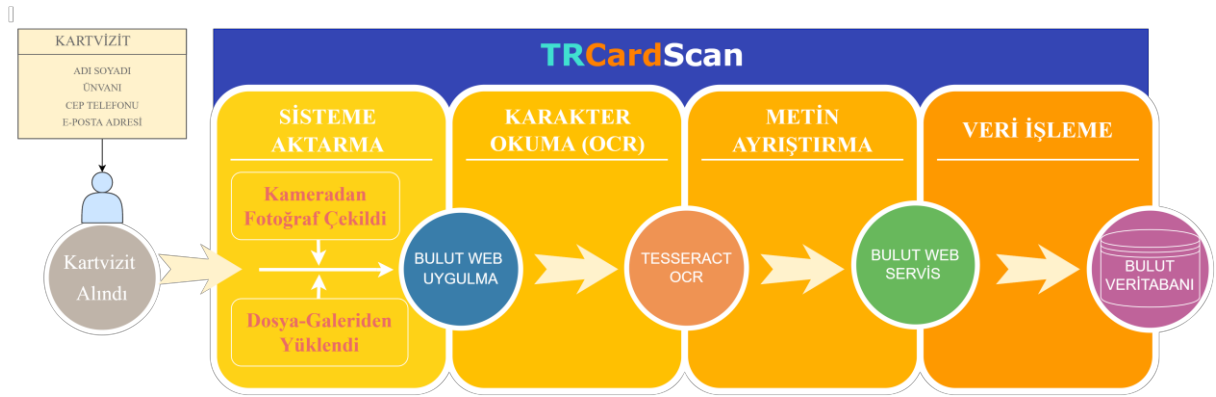 KARTVİZİT
ADI SOYADI
ÜNVANI
CEP TELEFONU
E-POSTA ADRESİ
Kartvizit
Alındı
TRCardScan
SİSTEME
AKTARMA
Kameradan
Fotoğraf Çekildi
Dosya-Galeriden
Yüklendi
BULUT WEB
UYGULMA
KARAKTER
OKUMA (OCR)
TESSERACT
OCR
METİN
AYRIŞTIRMA
BULUT WEB
SERVİS
VERİ İŞLEME
BULUT
VERİTABANI